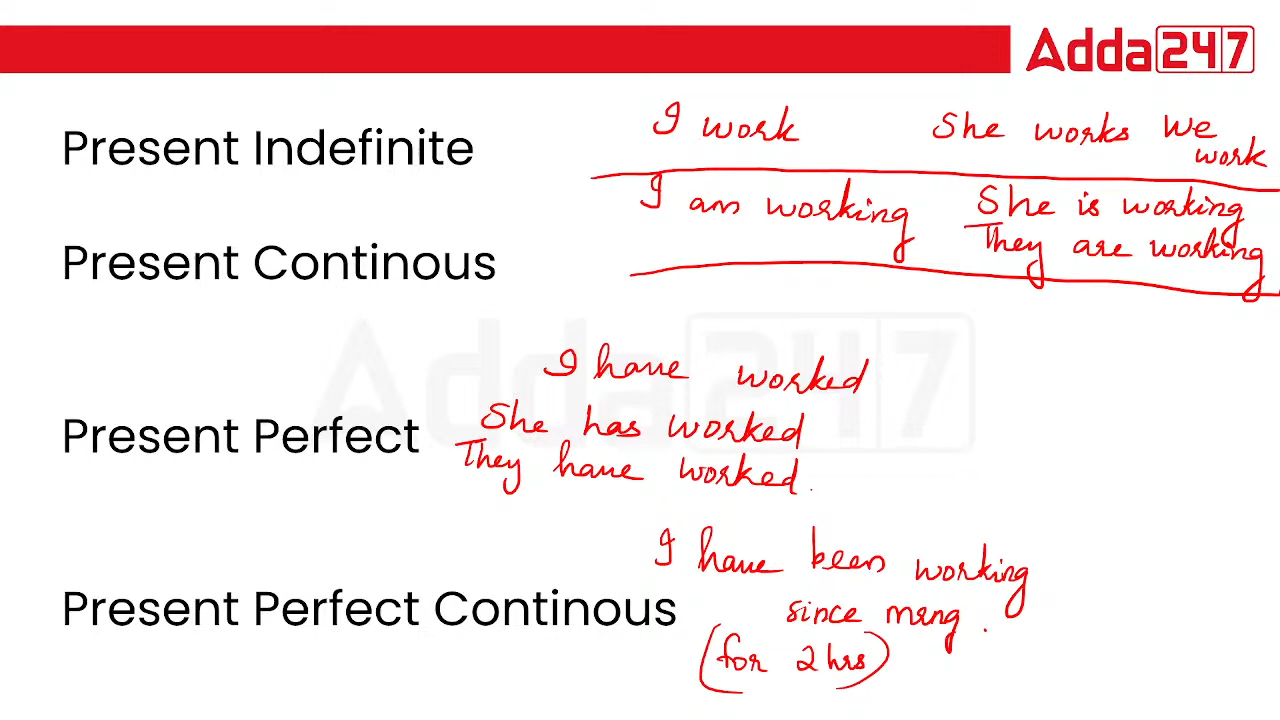 Adda247
I work She works We
work
Present Indefinite
I am working She is working
They are working
Present Continous
I have worked
She has worked
Present Perfect
They have worked
I have been working
Present Perfect Continous
since mrng.
(for 2 hrs)